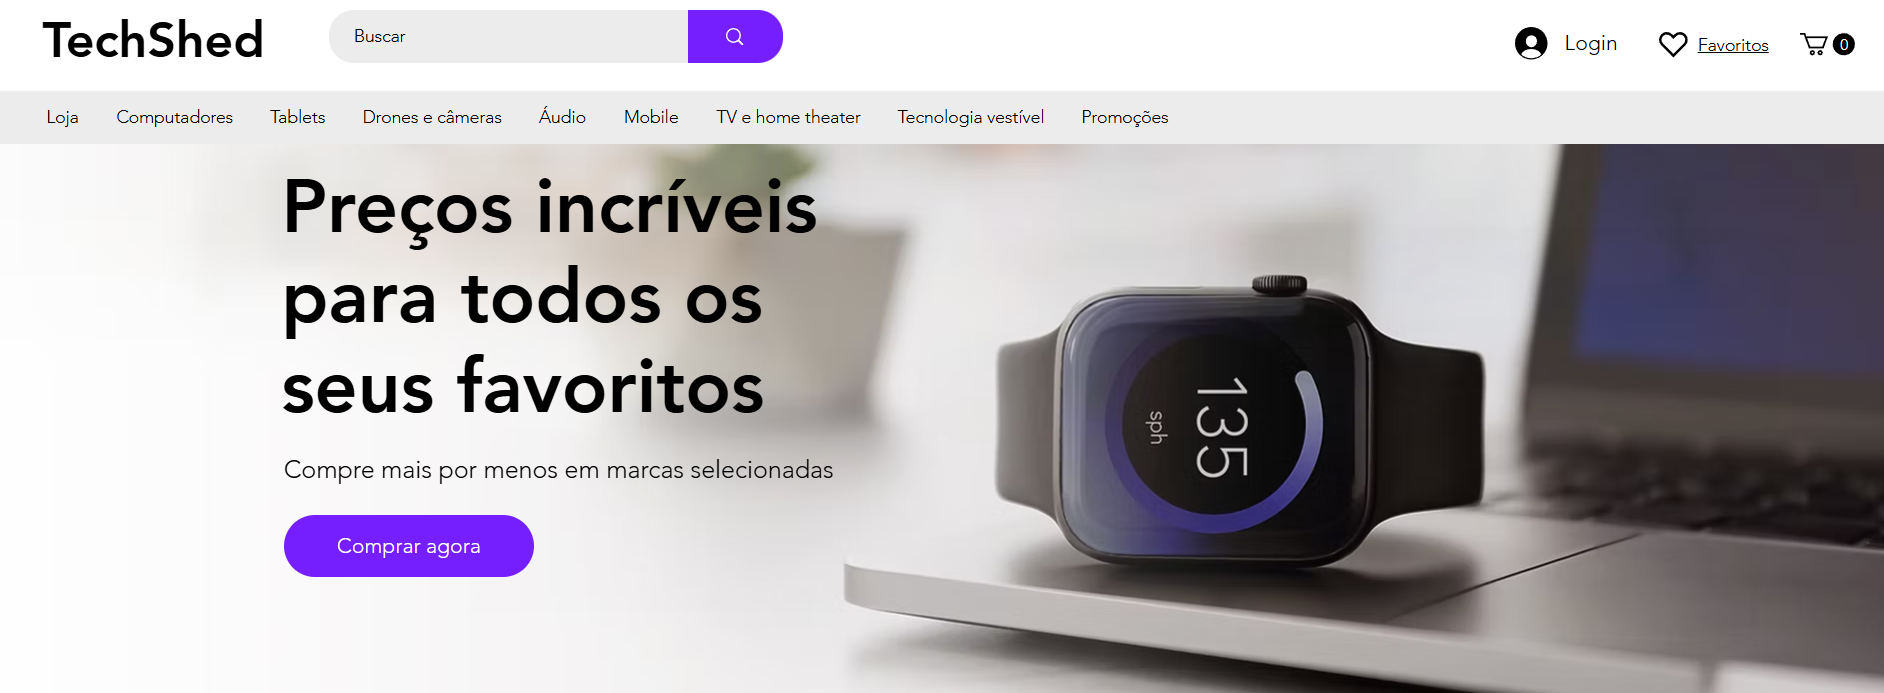 TechShed
Buscar
Login
Favoritos
0
Loja
Computadores
Tablets
Drones e câmeras
Áudio
Mobile
TV e home theater
Tecnologia vestível
Promoções
Preços incríveis
para todos os
seus favoritos
Compre mais por menos em marcas selecionadas
Comprar agora
135
sph